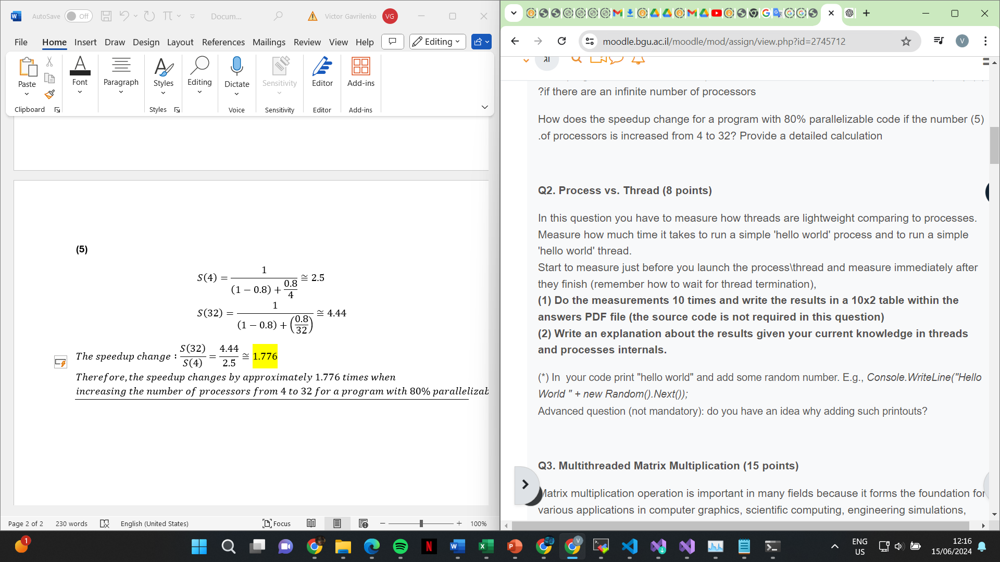 AutoSave Off Docum... Victor Gavrilenko VG
File Home Insert Draw Design Layout References Mailings Review View Help Editing
Paste Font Paragraph Styles Editing Dictate Sensitivity Editor Add-ins
Clipboard Styles Voice Sensitivity Editor Add-ins
(5)
S(4) = 1 / ((1 − 0.8) + 0.8/4) ≅ 2.5
S(32) = 1 / ((1 − 0.8) + (0.8/32)) ≅ 4.44
The speedup change : S(32)/S(4) = 4.44/2.5 ≅ 1.776
Therefore, the speedup changes by approximately 1.776 times when
increasing the number of processors from 4 to 32 for a program with 80% parallelizab
Page 2 of 2 230 words English (United States) Focus 100%
moodle.bgu.ac.il/moodle/mod/assign/view.php?id=2745712
V
?if there are an infinite number of processors
How does the speedup change for a program with 80% parallelizable code if the number (5)
.of processors is increased from 4 to 32? Provide a detailed calculation
Q2. Process vs. Thread (8 points)
In this question you have to measure how threads are lightweight comparing to processes.
Measure how much time it takes to run a simple 'hello world' process and to run a simple
'hello world' thread.
Start to measure just before you launch the process\thread and measure immediately after
they finish (remember how to wait for thread termination),
(1) Do the measurements 10 times and write the results in a 10x2 table within the
answers PDF file (the source code is not required in this question)
(2) Write an explanation about the results given your current knowledge in threads
and processes internals.
(*) In  your code print "hello world" and add some random number. E.g., Console.WriteLine("Hello
World " + new Random().Next());
Advanced question (not mandatory): do you have an idea why adding such printouts?
Q3. Multithreaded Matrix Multiplication (15 points)
Matrix multiplication operation is important in many fields because it forms the foundation for
various applications in computer graphics, scientific computing, engineering simulations,
1
ENG
US
12:16
15/06/2024